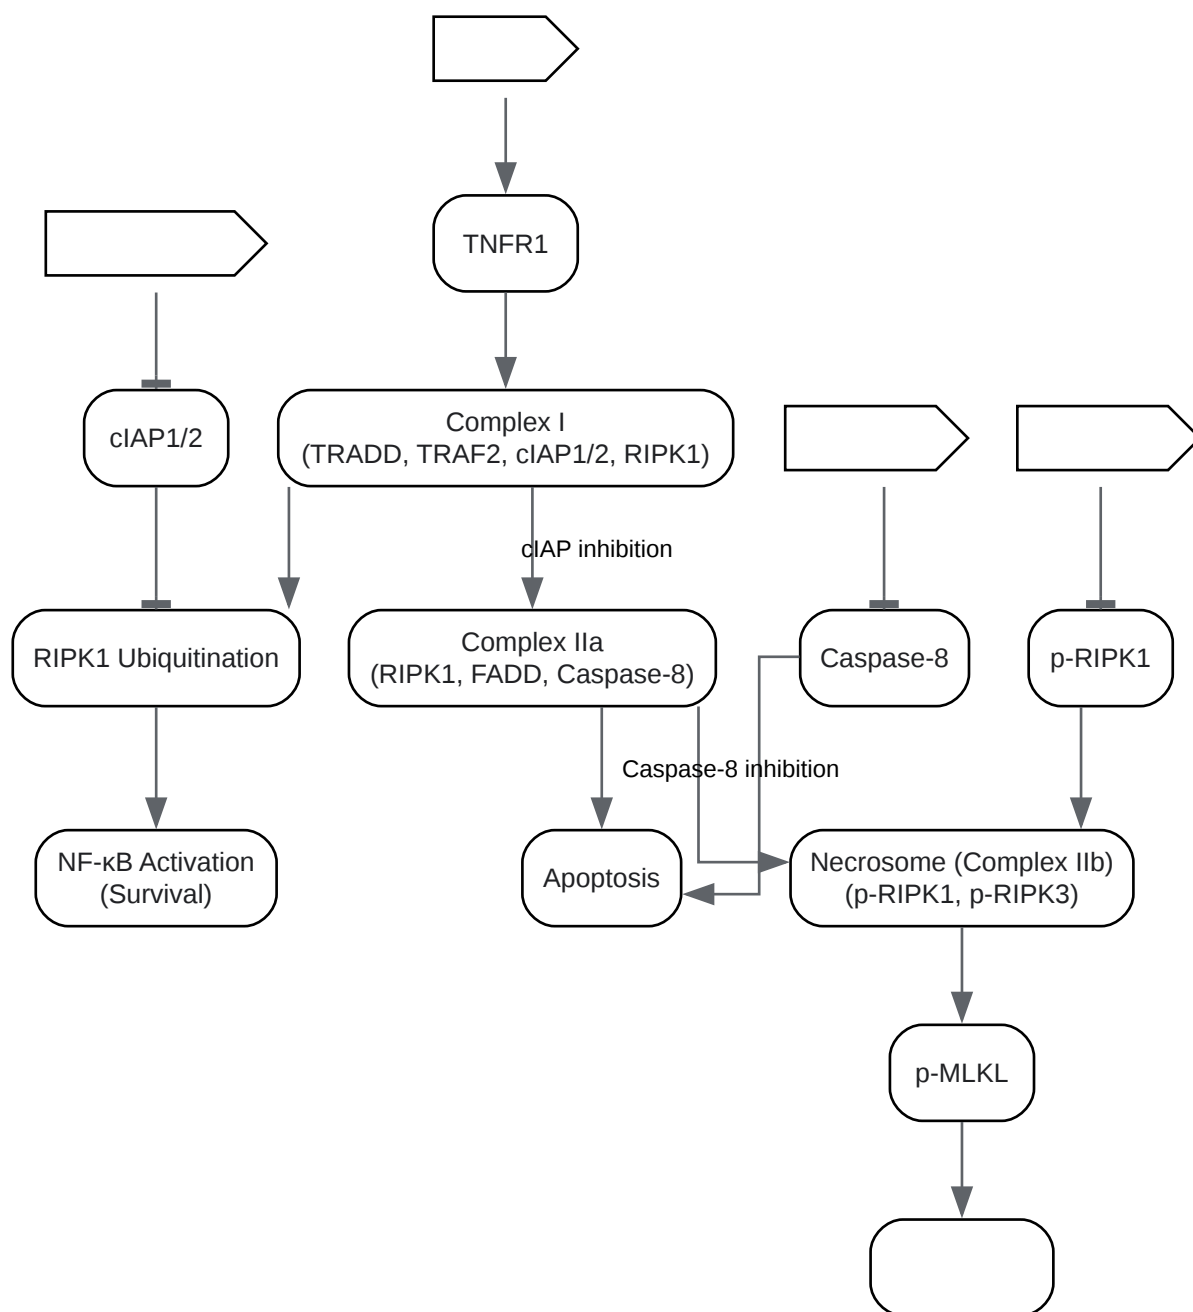 TNFR1
cIAP1/2
Complex I
(TRADD, TRAF2, cIAP1/2, RIPK1)
cIAP inhibition
RIPK1 Ubiquitination
Complex IIa
(RIPK1, FADD, Caspase-8)
Caspase-8
p-RIPK1
Caspase-8 inhibition
NF-κB Activation
(Survival)
Apoptosis
Necrosome (Complex IIb)
(p-RIPK1, p-RIPK3)
p-MLKL